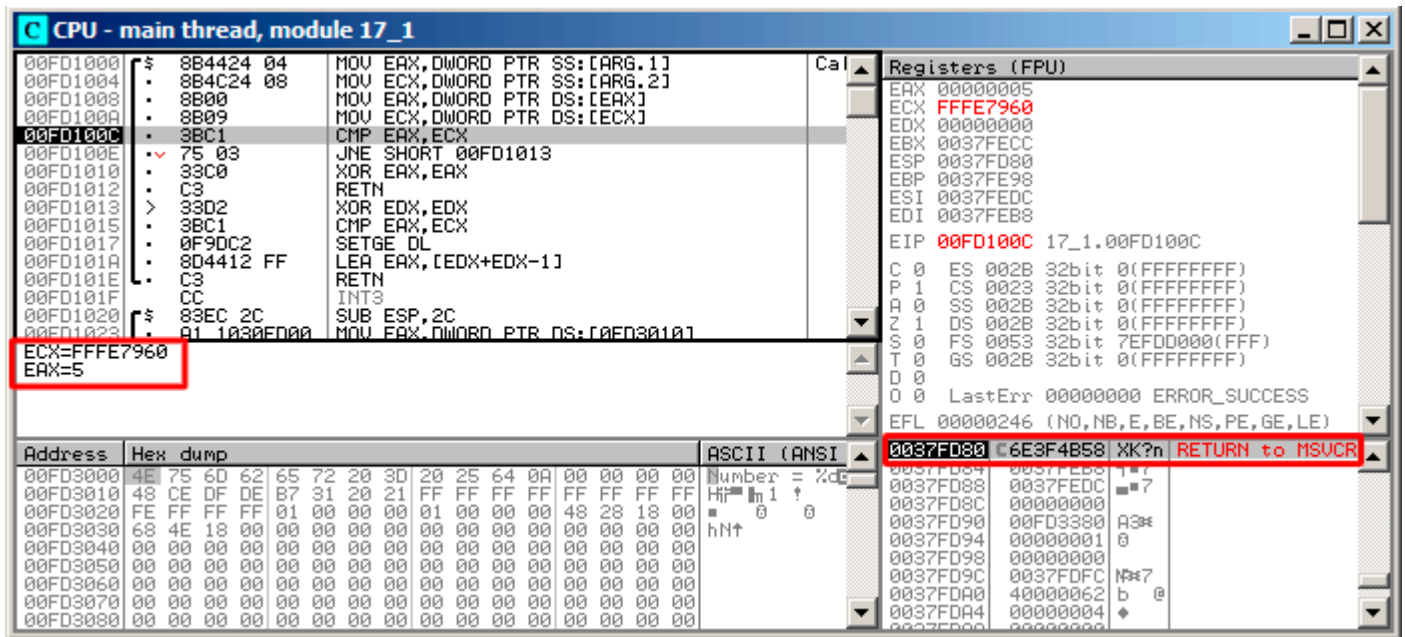 CPU - main thread, module 17_1
00FD1000 $ 8B4424 04 MOV EAX,DWORD PTR SS:[ARG.1] Cal
00FD1004 . 8B4C24 08 MOV ECX,DWORD PTR SS:[ARG.2]
00FD1008 . 8B00 MOV EAX,DWORD PTR DS:[EAX]
00FD100A . 8B09 MOV ECX,DWORD PTR DS:[ECX]
00FD100C . 3BC1 CMP EAX,ECX
00FD100E . 75 03 JNE SHORT 00FD1013
00FD1010 . 33C0 XOR EAX,EAX
00FD1012 . C3 RETN
00FD1013 > 33D2 XOR EDX,EDX
00FD1015 . 3BC1 CMP EAX,ECX
00FD1017 . 0F9DC2 SETGE DL
00FD101A . 8D4412 FF LEA EAX,[EDX+EDX-1]
00FD101E . C3 RETN
00FD101F CC INT3
00FD1020 $ 83EC 2C SUB ESP,2C
00FD1023 . A1 1030FD00 MOV EAX,DWORD PTR DS:[0FD3010]
ECX=FFFE7960
EAX=5
Registers (FPU)
EAX 00000005
ECX FFFE7960
EDX 00000000
EBX 0037FECC
ESP 0037FD80
EBP 0037FE98
ESI 0037FEDC
EDI 0037FEB8
EIP 00FD100C 17_1.00FD100C
C 0 ES 002B 32bit 0(FFFFFFFF)
P 1 CS 0023 32bit 0(FFFFFFFF)
A 0 SS 002B 32bit 0(FFFFFFFF)
Z 1 DS 002B 32bit 0(FFFFFFFF)
S 0 FS 0053 32bit 7EFDD000(FFF)
T 0 GS 002B 32bit 0(FFFFFFFF)
D 0
O 0 LastErr 00000000 ERROR_SUCCESS
EFL 00000246 (NO,NB,E,BE,NS,PE,GE,LE)
Address Hex dump ASCII (ANSI
00FD3000 4E 75 6D 62 65 72 20 3D 20 25 64 0A 00 00 00 00 Number = %d
00FD3010 48 CE DF DE B7 31 20 21 FF FF FF FF FF FF FF FF
00FD3020 FE FF FF FF 01 00 00 00 01 00 00 00 48 28 18 00
00FD3030 68 4E 18 00 00 00 00 00 00 00 00 00 00 00 00 00 hN↑
00FD3040 00 00 00 00 00 00 00 00 00 00 00 00 00 00 00 00
00FD3050 00 00 00 00 00 00 00 00 00 00 00 00 00 00 00 00
00FD3060 00 00 00 00 00 00 00 00 00 00 00 00 00 00 00 00
00FD3070 00 00 00 00 00 00 00 00 00 00 00 00 00 00 00 00
00FD3080 00 00 00 00 00 00 00 00 00 00 00 00 00 00 00 00
0037FD80 6E3F4B58 XK?n RETURN to MSVCR
0037FD84 0037FEB8
0037FD88 0037FEDC
0037FD8C 00000000
0037FD90 00FD3380
0037FD94 00000001
0037FD98 00000000
0037FD9C 0037FDFC
0037FDA0 40000062 b @
0037FDA4 00000004 ♦